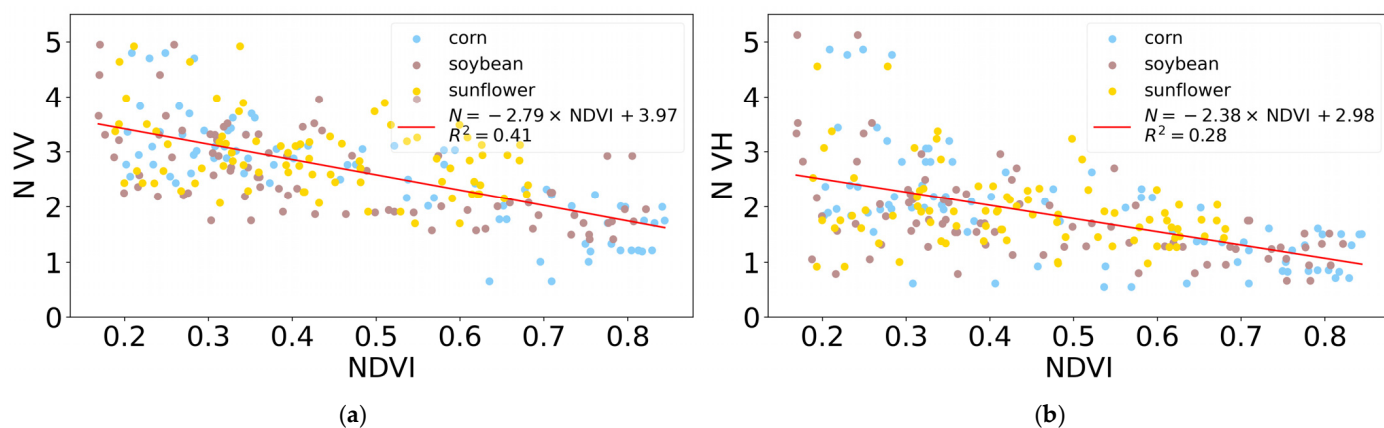 N VV
5
4
3
2
1
0
corn
soybean
sunflower
N = − 2.79 × NDVI + 3.97
R² = 0.41
0.2 0.3 0.4 0.5 0.6 0.7 0.8
NDVI
(a)
N VH
5
4
3
2
1
0
corn
soybean
sunflower
N = − 2.38 × NDVI + 2.98
R² = 0.28
0.2 0.3 0.4 0.5 0.6 0.7 0.8
NDVI
(b)